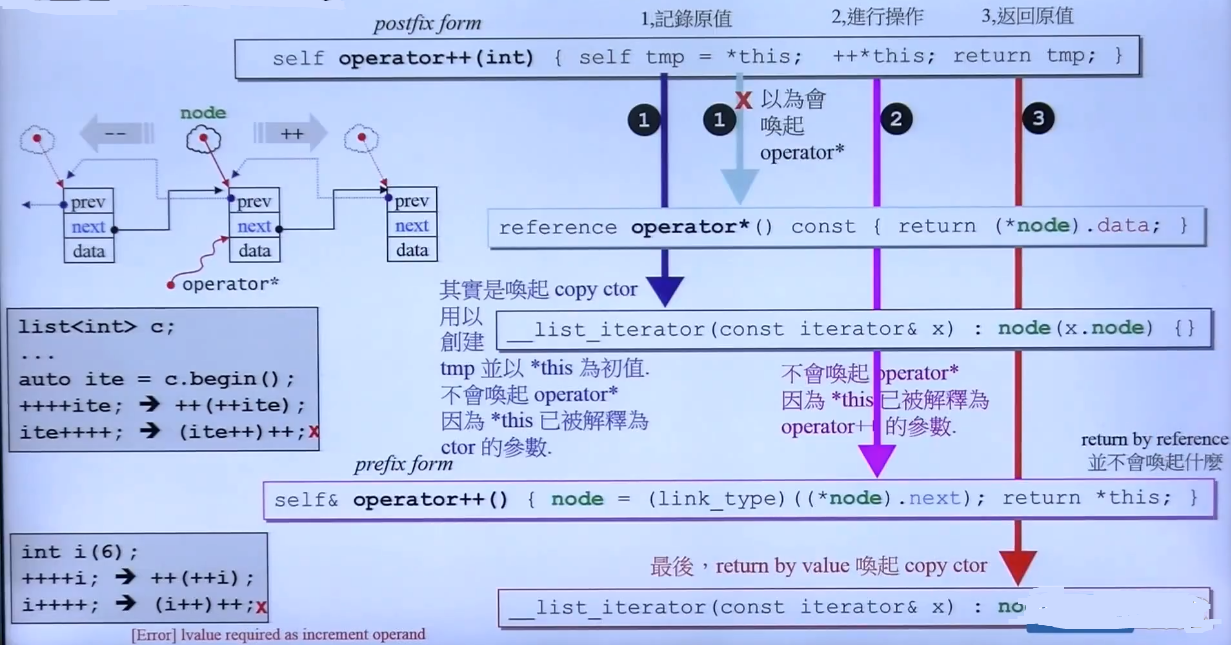 postfix form
1,記錄原值
2,進行操作
3,返回原值
self operator++(int) { self tmp = *this; ++*this; return tmp; }
1
1
x 以為會
喚起
operator*
2
3
node
--
++
prev
next
data
prev
next
data
prev
next
data
operator*
reference operator*() const { return (*node).data; }
其實是喚起 copy ctor
用以
創建
tmp 並以 *this 為初值.
不會喚起 operator*
因為 *this 已被解釋為
ctor 的參數.
__list_iterator(const iterator& x) : node(x.node) {}
不會喚起 operator*
因為 *this 已被解釋為
operator++ 的參數.
list<int> c;
...
auto ite = c.begin();
++++ite; ➔ ++(++ite);
ite++++; ➔ (ite++)++;x
return by reference
並不會喚起什麼
prefix form
self& operator++() { node = (link_type)((*node).next); return *this; }
int i(6);
++++i; ➔ ++(++i);
i++++; ➔ (i++)++;x
[Error] lvalue required as increment operand
最後，return by value 喚起 copy ctor
__list_iterator(const iterator& x) : no